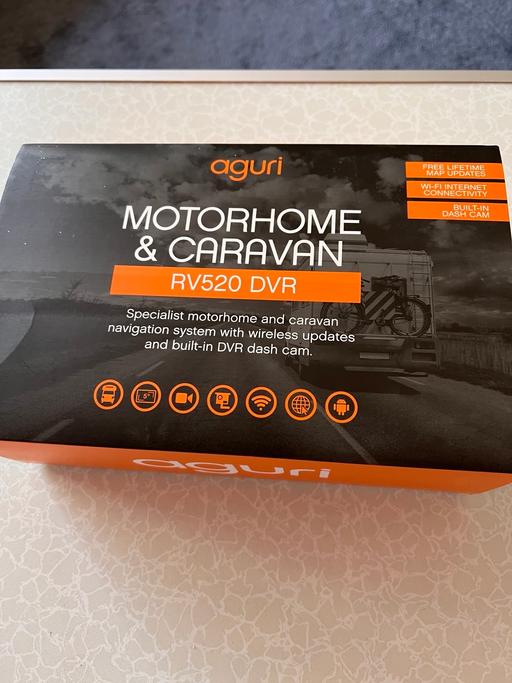 aguri
FREE LIFETIME
MAP UPDATES
WI-FI INTERNET
CONNECTIVITY
BUILT-IN
DASH CAM
MOTORHOME
& CARAVAN
RV520 DVR
Specialist motorhome and caravan
navigation system with wireless updates
and built-in DVR dash cam.
5"
aguri